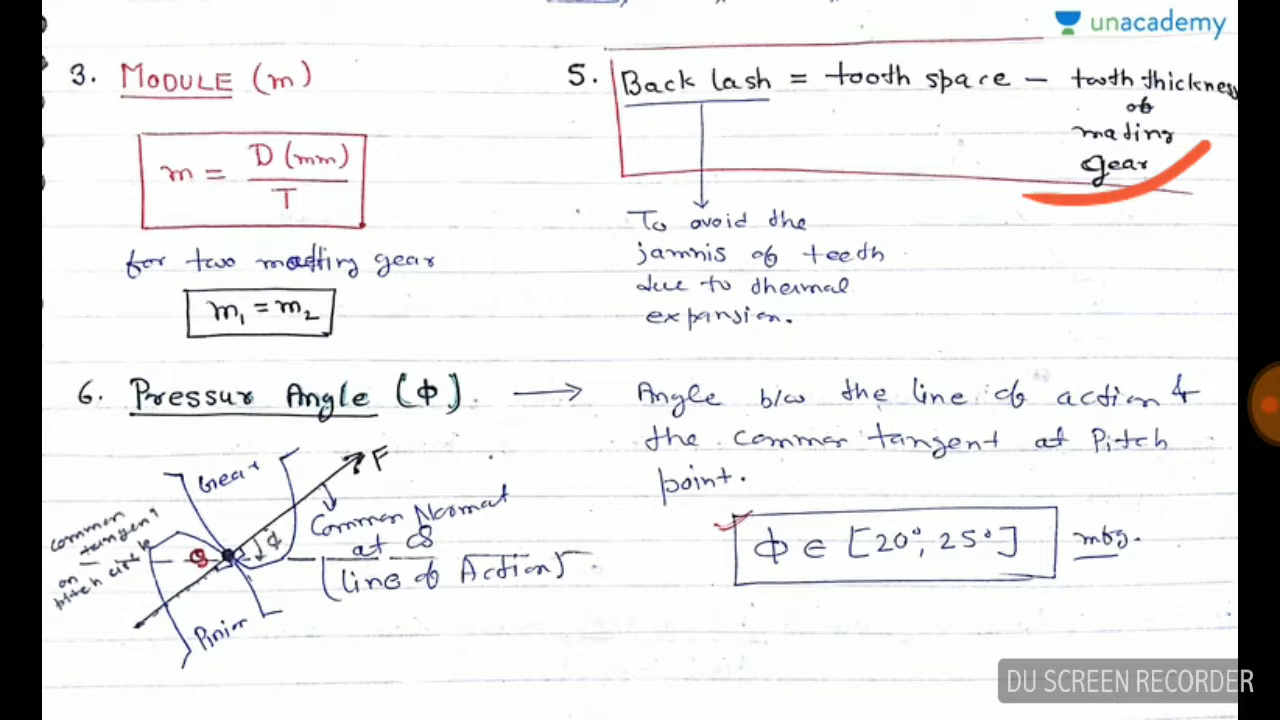 unacademy
3. MODULE (m)
m = D (mm) / T
for two matting gear
m₁ = m₂
5. Back lash = tooth space - tooth thickness
of
mating
gear
To avoid the
jamnis of teeth
due to thermal
expansion.
6. Pressur Angle (ϕ). →
Angle b/w the line of action &
the common tangent at Pitch
point.
ϕ ∈ [20°, 25°] mfg.
Gear
F
ϕ
Common Normal
at
(line of Action)
common
tangent
on
pitch circle
Pinion
DU SCREEN RECORDER